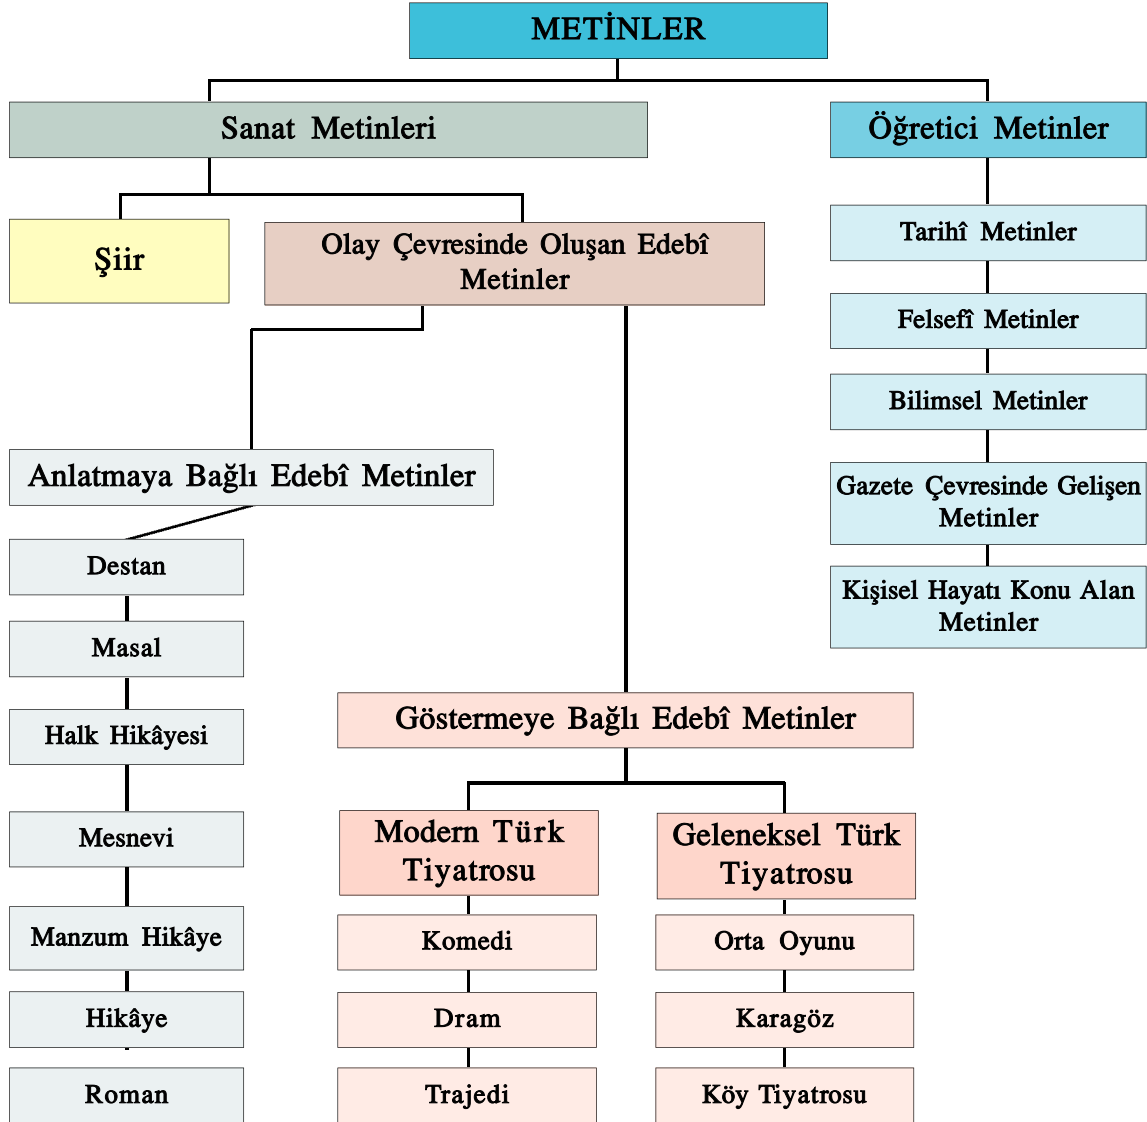 METİNLER
Sanat Metinleri
Öğretici Metinler
Şiir
Olay Çevresinde Oluşan Edebî
Metinler
Tarihî Metinler
Felsefî Metinler
Bilimsel Metinler
Gazete Çevresinde Gelişen
Metinler
Kişisel Hayatı Konu Alan
Metinler
Anlatmaya Bağlı Edebî Metinler
Destan
Masal
Halk Hikâyesi
Mesnevi
Manzum Hikâye
Hikâye
Roman
Göstermeye Bağlı Edebî Metinler
Modern Türk
Tiyatrosu
Komedi
Dram
Trajedi
Geleneksel Türk
Tiyatrosu
Orta Oyunu
Karagöz
Köy Tiyatrosu